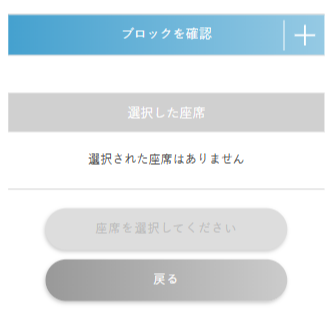 ブロックを確認
選択した座席
選択された座席はありません
座席を選択してください
戻る